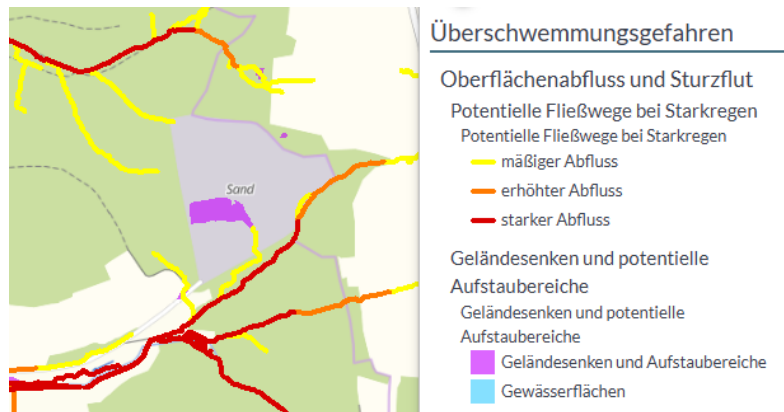 Sand
Überschwemmungsgefahren
Oberflächenabfluss und Sturzflut
Potentielle Fließwege bei Starkregen
Potentielle Fließwege bei Starkregen
mäßiger Abfluss
erhöhter Abfluss
starker Abfluss
Geländesenken und potentielle
Aufstaubereiche
Geländesenken und potentielle
Aufstaubereiche
Geländesenken und Aufstaubereiche
Gewässerflächen